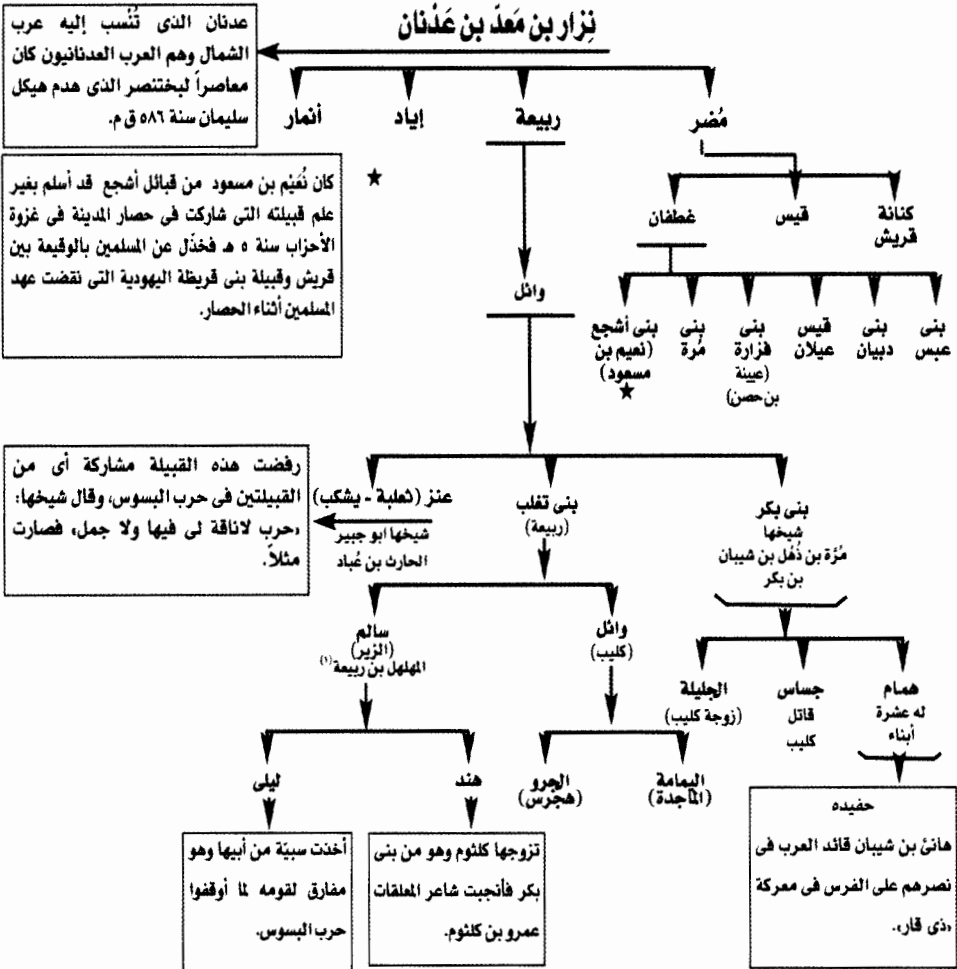 نِزار بن مَعدّ بن عَدْنان
عدنان الذى تُنْسب إليه عرب
الشمال وهم العرب العدنانيون كان
معاصراً لبختنصر الذى هدم هيكل
سليمان سنة ٥٨٦ ق م.
مُضر
ربيعة
إياد
أنمار
كان نُعَيْم بن مسعود من قبائل أشجع قد أسلم بغير
علم قبيلته التى شاركت فى حصار المدينة فى غزوة
الأحزاب سنة ٥ هـ فخذّل عن المسلمين بالوقيعة بين
قريش وقبيلة بنى قريظة اليهودية التى نقضت عهد
المسلمين أثناء الحصار.
★
كنانة
قريش
قيس
غطفان
وائل
بنى
عبس
بنى
دبيان
قيس
عيلان
بنى
فزارة
(عيينة
بن حصن)
بنى
مُرة
بنى أشجع
(نعيم بن
مسعود)
★
بنى بكر
شيخها
مُرَّة بن ذُهْل بن شيبان
بن بكر
بنى تغلب
(ربيعة)
عنز (ثعلبة - يشكب)
شيخها ابو جبير
الحارث بن عُباد
رفضت هذه القبيلة مشاركة أى من
القبيلتين فى حرب البسوس، وقال شيخها:
«حرب لاناقة لى فيها ولا جمل» فصارت
مثلاً.
همام
له عشرة
أبناء
جساس
قاتل
كليب
الجليلة
(زوجة كليب)
وائل
(كليب)
سالم
(الزير)
المهلهل بن ربيعة (١)
اليمامة
(الماجدة)
الجرو
(هجرس)
هند
ليلى
حفيده
هانئ بن شيبان قائد العرب فى
نصرهم على الفرس فى معركة
«ذى قار».
تزوجها كلثوم وهو من بنى
بكر فأنجبت شاعر المعلقات
عمرو بن كلثوم.
أخذت سبيّة من أبيها وهو
مفارق لقومه لما أوقفوا
حرب البسوس.